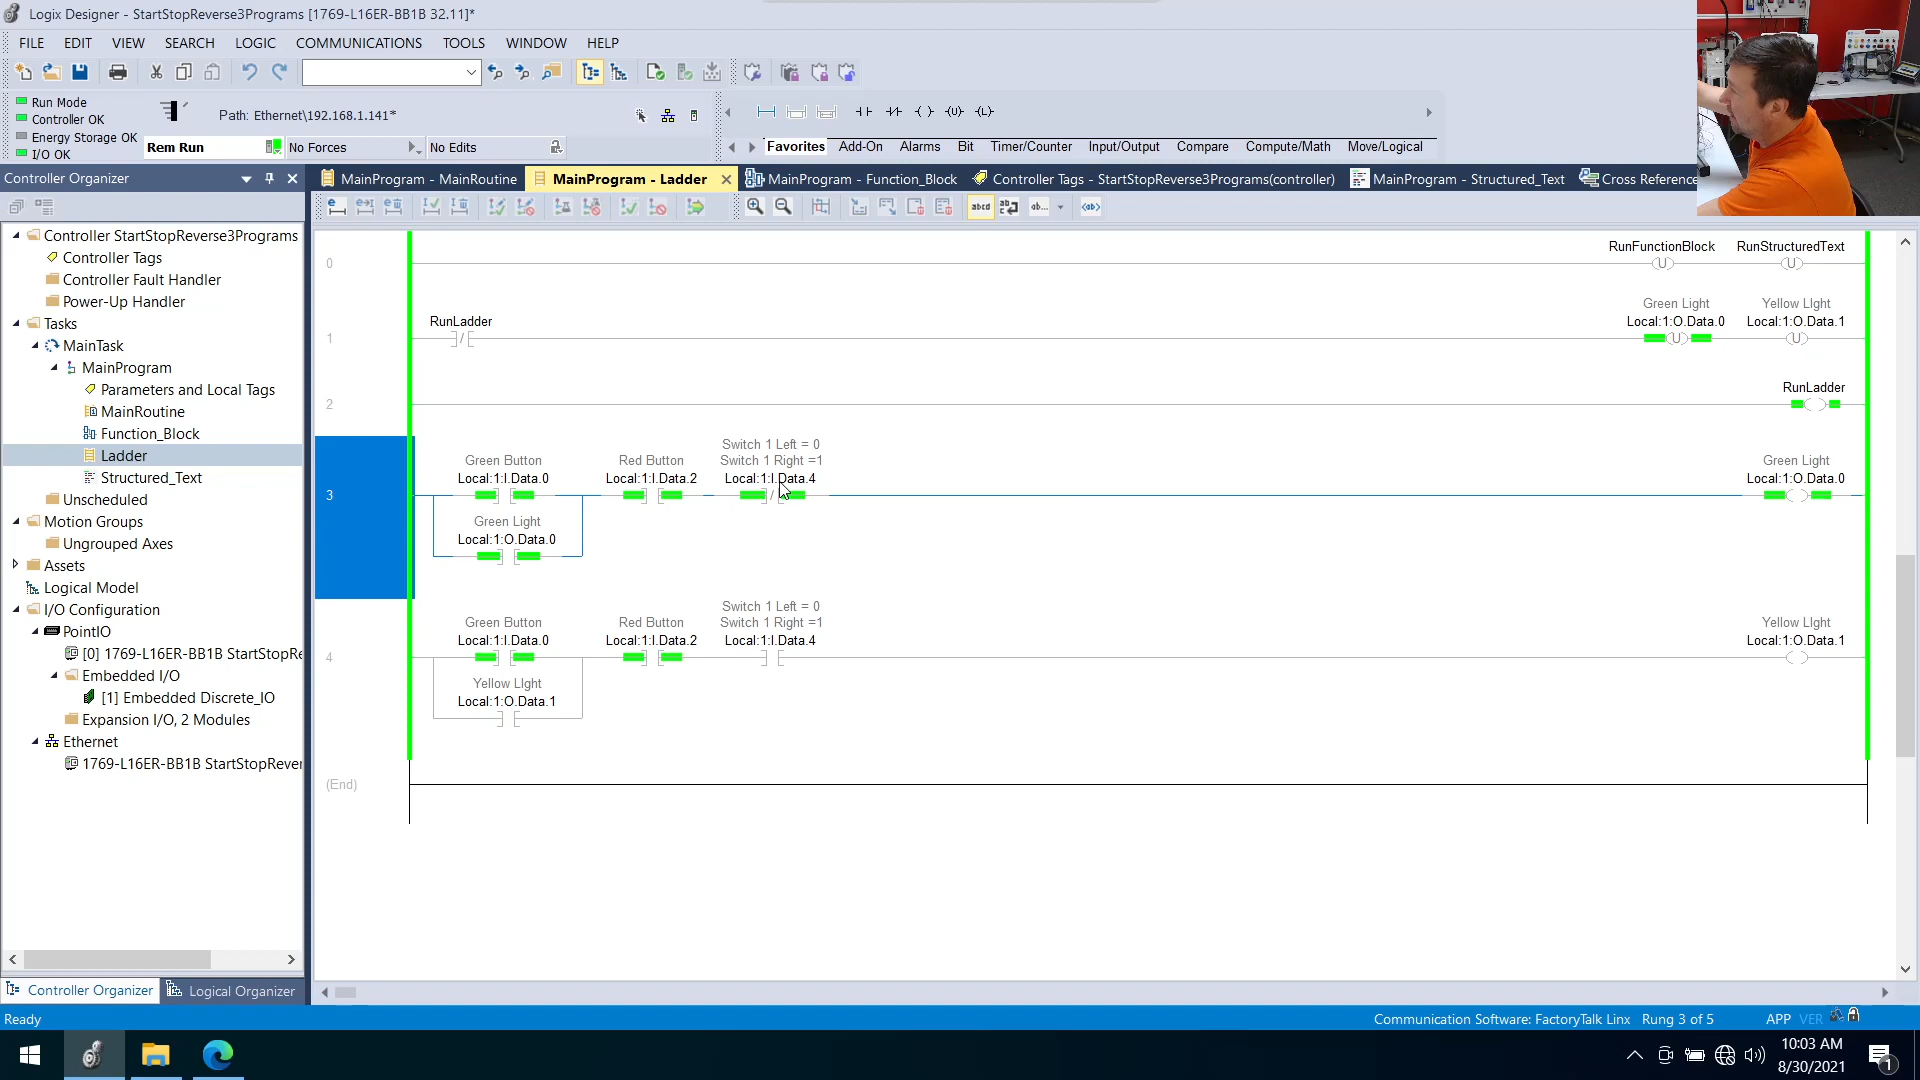 Logix Designer - StartStopReverse3Programs [1769-L16ER-BB1B 32.11]*
FILE EDIT VIEW SEARCH LOGIC COMMUNICATIONS TOOLS WINDOW HELP
Run Mode
Controller OK
Energy Storage OK
I/O OK
Path: Ethernet\192.168.1.141*
Rem Run No Forces No Edits
Favorites Add-On Alarms Bit Timer/Counter Input/Output Compare Compute/Math Move/Logical
Controller Organizer
MainProgram - MainRoutine MainProgram - Ladder MainProgram - Function_Block Controller Tags - StartStopReverse3Programs(controller) MainProgram - Structured_Text Cross Reference
Controller StartStopReverse3Programs
Controller Tags
Controller Fault Handler
Power-Up Handler
Tasks
MainTask
MainProgram
Parameters and Local Tags
MainRoutine
Function_Block
Ladder
Structured_Text
Unscheduled
Motion Groups
Ungrouped Axes
Assets
Logical Model
I/O Configuration
PointIO
[0] 1769-L16ER-BB1B StartStopRe
Embedded I/O
[1] Embedded Discrete_IO
Expansion I/O, 2 Modules
Ethernet
1769-L16ER-BB1B StartStopRever
Controller Organizer Logical Organizer
RunFunctionBlock RunStructuredText
0 U U
Green Light Yellow LIght
RunLadder Local:1:O.Data.0 Local:1:O.Data.1
1 / U U
RunLadder
2
Switch 1 Left = 0
Green Button Red Button Switch 1 Right =1 Green Light
Local:1:I.Data.0 Local:1:I.Data.2 Local:1:I.Data.4 Local:1:O.Data.0
3 /
Green Light
Local:1:O.Data.0
Switch 1 Left = 0
Green Button Red Button Switch 1 Right =1 Yellow LIght
Local:1:I.Data.0 Local:1:I.Data.2 Local:1:I.Data.4 Local:1:O.Data.1
4
Yellow LIght
Local:1:O.Data.1
(End)
Ready Communication Software: FactoryTalk Linx Rung 3 of 5 APP VER
10:03 AM
8/30/2021
1